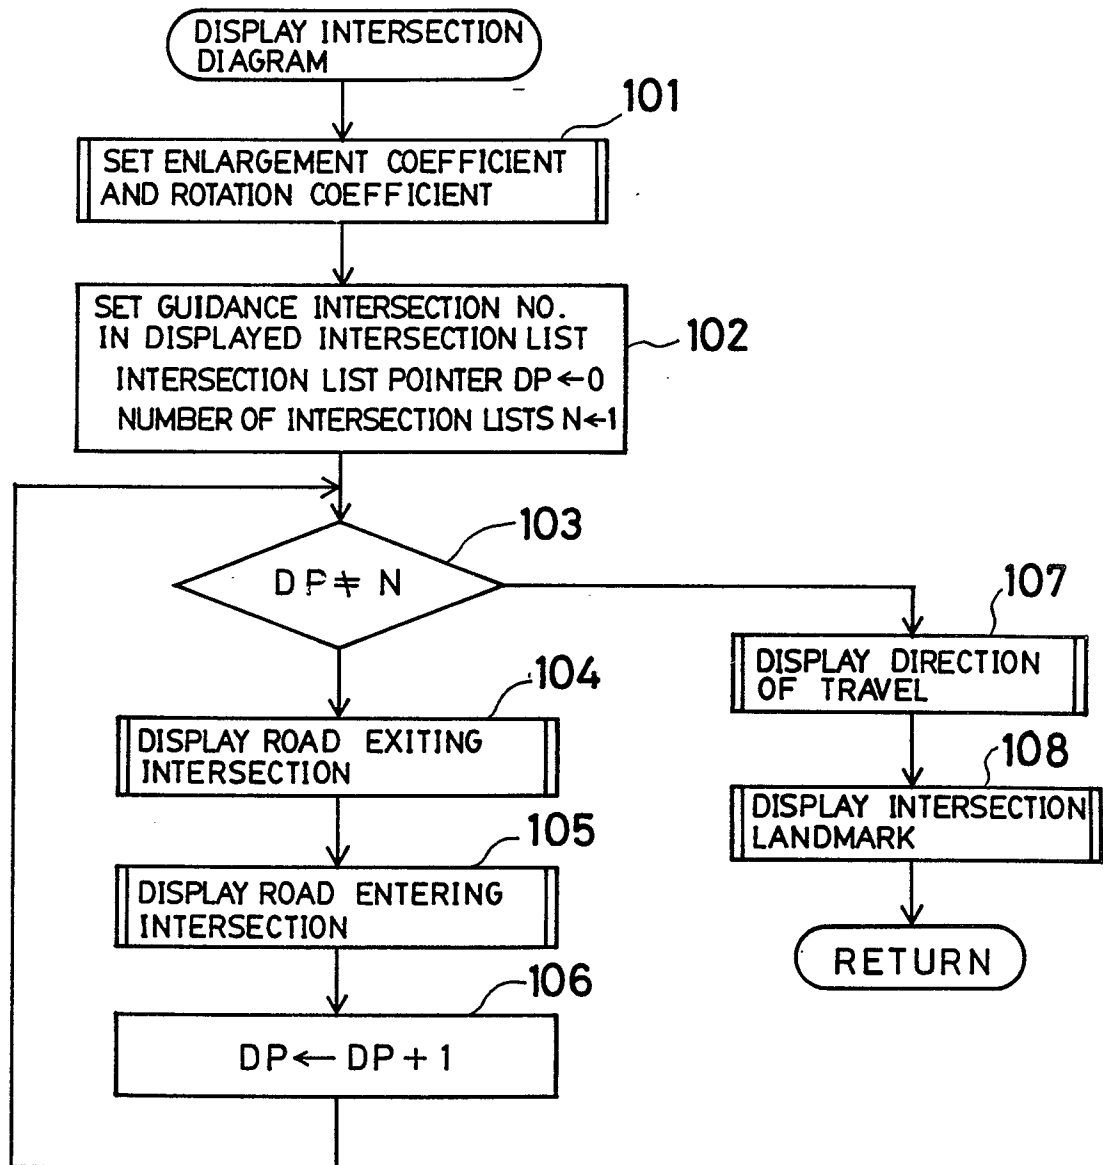 DISPLAY INTERSECTION
DIAGRAM
101
SET ENLARGEMENT COEFFICIENT
AND ROTATION COEFFICIENT
SET GUIDANCE INTERSECTION NO.
IN DISPLAYED INTERSECTION LIST
INTERSECTION LIST POINTER DP←0
NUMBER OF INTERSECTION LISTS N←1
102
103
DP ≠ N
104
DISPLAY ROAD EXITING
INTERSECTION
105
DISPLAY ROAD ENTERING
INTERSECTION
106
DP ← DP + 1
107
DISPLAY DIRECTION
OF TRAVEL
108
DISPLAY INTERSECTION
LANDMARK
RETURN